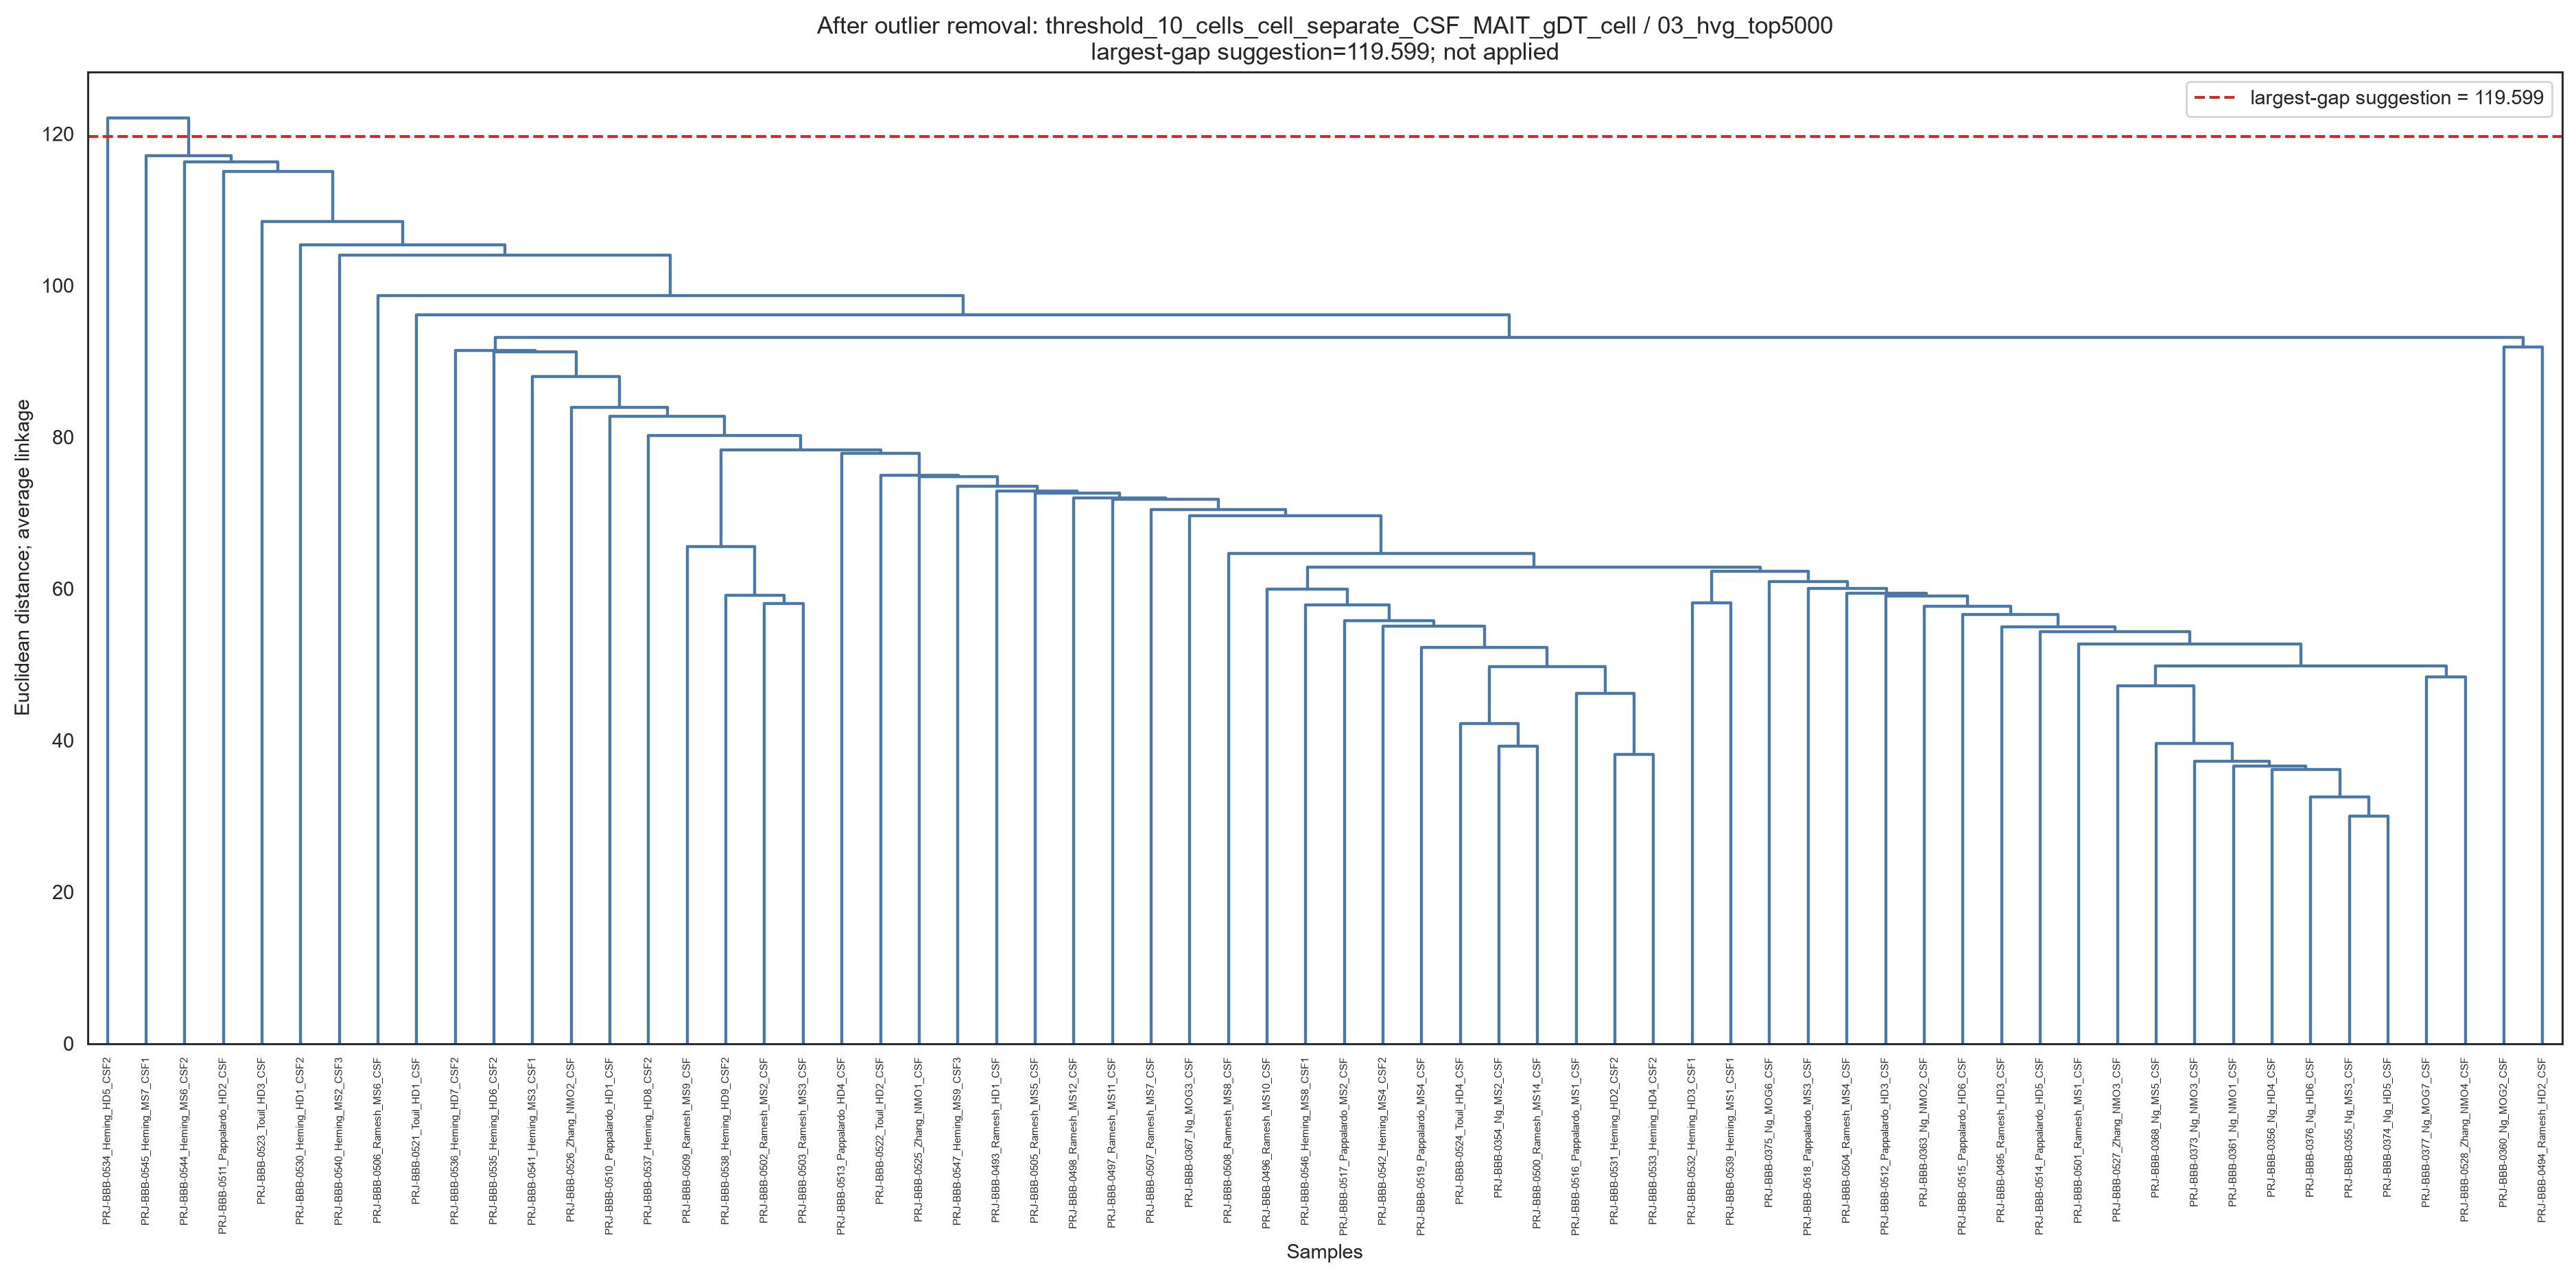 After outlier removal: threshold_10_cells_cell_separate_CSF_MAIT_gDT_cell / 03_hvg_top5000
largest-gap suggestion=119.599; not applied
largest-gap suggestion = 119.599
Euclidean distance; average linkage
120
100
80
60
40
20
0
PRJ-BBB-0534_Heming_HD5_CSF2
PRJ-BBB-0545_Heming_MS7_CSF1
PRJ-BBB-0544_Heming_MS6_CSF2
PRJ-BBB-0511_Pappalardo_HD2_CSF
PRJ-BBB-0523_Touil_HD3_CSF
PRJ-BBB-0530_Heming_HD1_CSF2
PRJ-BBB-0540_Heming_MS2_CSF3
PRJ-BBB-0506_Ramesh_MS6_CSF
PRJ-BBB-0521_Touil_HD1_CSF
PRJ-BBB-0536_Heming_HD7_CSF2
PRJ-BBB-0535_Heming_HD6_CSF2
PRJ-BBB-0541_Heming_MS3_CSF1
PRJ-BBB-0526_Zhang_NMO2_CSF
PRJ-BBB-0510_Pappalardo_HD1_CSF
PRJ-BBB-0537_Heming_HD8_CSF2
PRJ-BBB-0509_Ramesh_MS9_CSF
PRJ-BBB-0538_Heming_HD9_CSF2
PRJ-BBB-0502_Ramesh_MS2_CSF
PRJ-BBB-0503_Ramesh_MS3_CSF
PRJ-BBB-0513_Pappalardo_HD4_CSF
PRJ-BBB-0522_Touil_HD2_CSF
PRJ-BBB-0525_Zhang_NMO1_CSF
PRJ-BBB-0547_Heming_MS9_CSF3
PRJ-BBB-0493_Ramesh_HD1_CSF
PRJ-BBB-0505_Ramesh_MS5_CSF
PRJ-BBB-0498_Ramesh_MS12_CSF
PRJ-BBB-0497_Ramesh_MS11_CSF
PRJ-BBB-0507_Ramesh_MS7_CSF
PRJ-BBB-0367_Ng_MOG3_CSF
PRJ-BBB-0508_Ramesh_MS8_CSF
PRJ-BBB-0496_Ramesh_MS10_CSF
PRJ-BBB-0546_Heming_MS8_CSF1
PRJ-BBB-0517_Pappalardo_MS2_CSF
PRJ-BBB-0542_Heming_MS4_CSF2
PRJ-BBB-0519_Pappalardo_MS4_CSF
PRJ-BBB-0524_Touil_HD4_CSF
PRJ-BBB-0354_Ng_MS2_CSF
PRJ-BBB-0500_Ramesh_MS14_CSF
PRJ-BBB-0516_Pappalardo_MS1_CSF
PRJ-BBB-0531_Heming_HD2_CSF2
PRJ-BBB-0533_Heming_HD4_CSF2
PRJ-BBB-0532_Heming_HD3_CSF1
PRJ-BBB-0539_Heming_MS1_CSF1
PRJ-BBB-0375_Ng_MOG6_CSF
PRJ-BBB-0518_Pappalardo_MS3_CSF
PRJ-BBB-0504_Ramesh_MS4_CSF
PRJ-BBB-0512_Pappalardo_HD3_CSF
PRJ-BBB-0363_Ng_NMO2_CSF
PRJ-BBB-0515_Pappalardo_HD6_CSF
PRJ-BBB-0495_Ramesh_HD3_CSF
PRJ-BBB-0514_Pappalardo_HD5_CSF
PRJ-BBB-0501_Ramesh_MS1_CSF
PRJ-BBB-0527_Zhang_NMO3_CSF
PRJ-BBB-0368_Ng_MS5_CSF
PRJ-BBB-0373_Ng_NMO3_CSF
PRJ-BBB-0361_Ng_NMO1_CSF
PRJ-BBB-0356_Ng_HD4_CSF
PRJ-BBB-0376_Ng_HD6_CSF
PRJ-BBB-0355_Ng_MS3_CSF
PRJ-BBB-0374_Ng_HD5_CSF
PRJ-BBB-0377_Ng_MOG7_CSF
PRJ-BBB-0528_Zhang_NMO4_CSF
PRJ-BBB-0360_Ng_MOG2_CSF
PRJ-BBB-0494_Ramesh_HD2_CSF
Samples